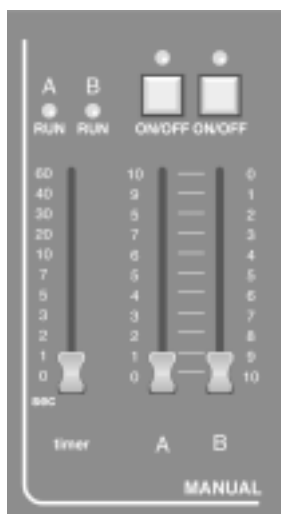 A B
RUN RUN ON/OFF ON/OFF
60 10 0
40 9 1
30 8 2
20 7 3
10 6 4
7 5 5
5 4 6
3 3 7
2 2 8
1 1 9
0 0 10
sec
timer A B
MANUAL